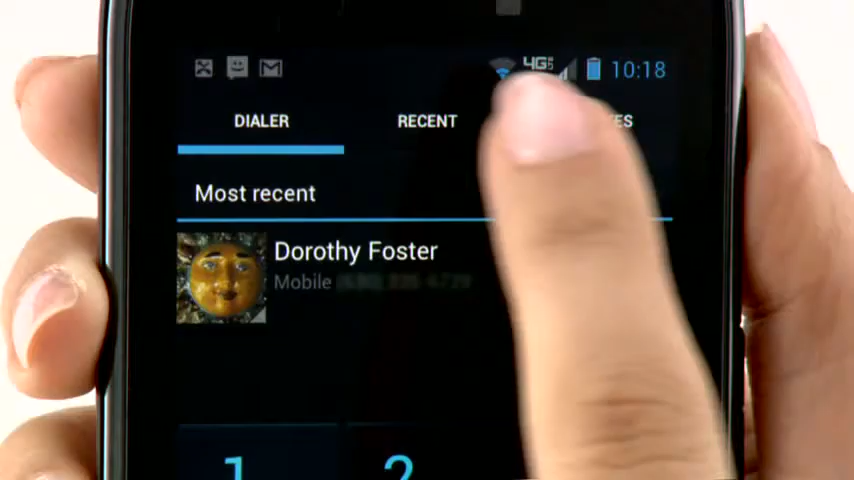 4G 10:18
DIALER RECENT
Most recent
Dorothy Foster
Mobile
1 2